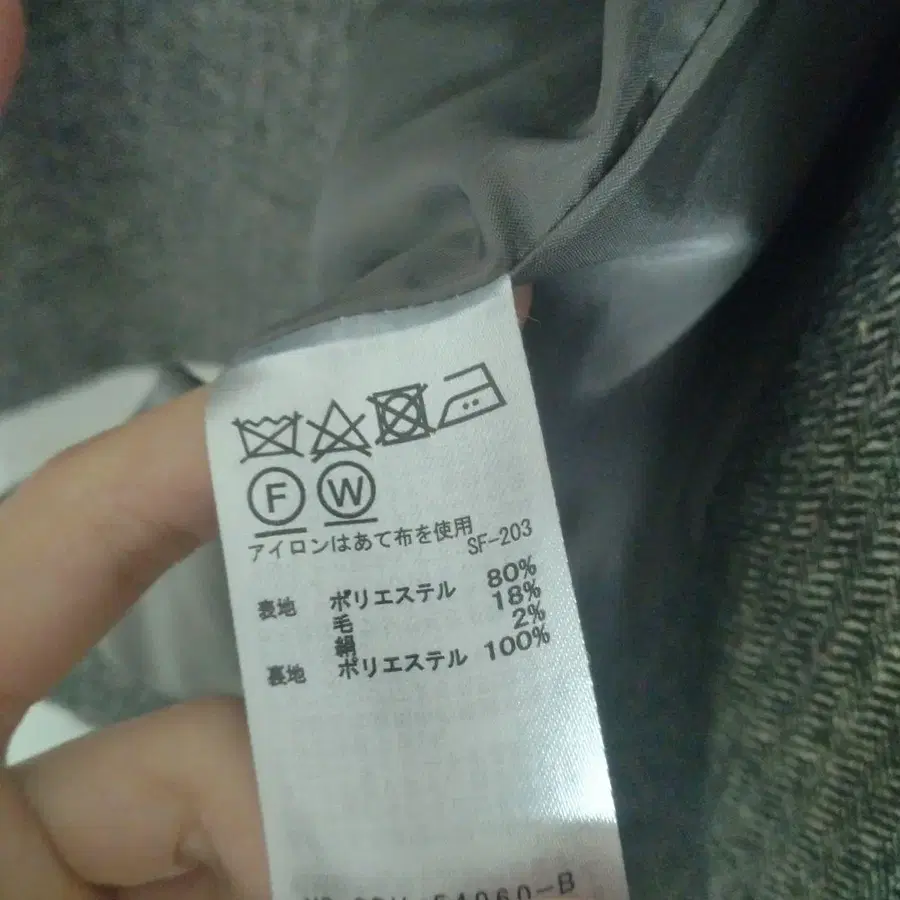 F W
アイロンはあて布を使用
SF-203
表地 ポリエステル 80%
毛 18%
絹 2%
裏地 ポリエステル 100%
54060-B